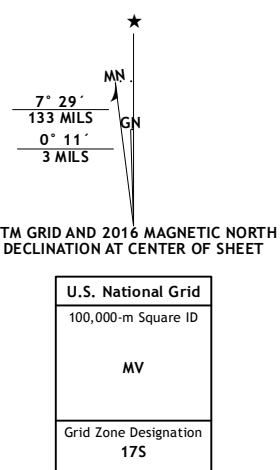 MN
7° 29´
133 MILS
GN
0° 11´
3 MILS
TM GRID AND 2016 MAGNETIC NORTH
DECLINATION AT CENTER OF SHEET
U.S. National Grid
100,000-m Square ID
MV
Grid Zone Designation
17S